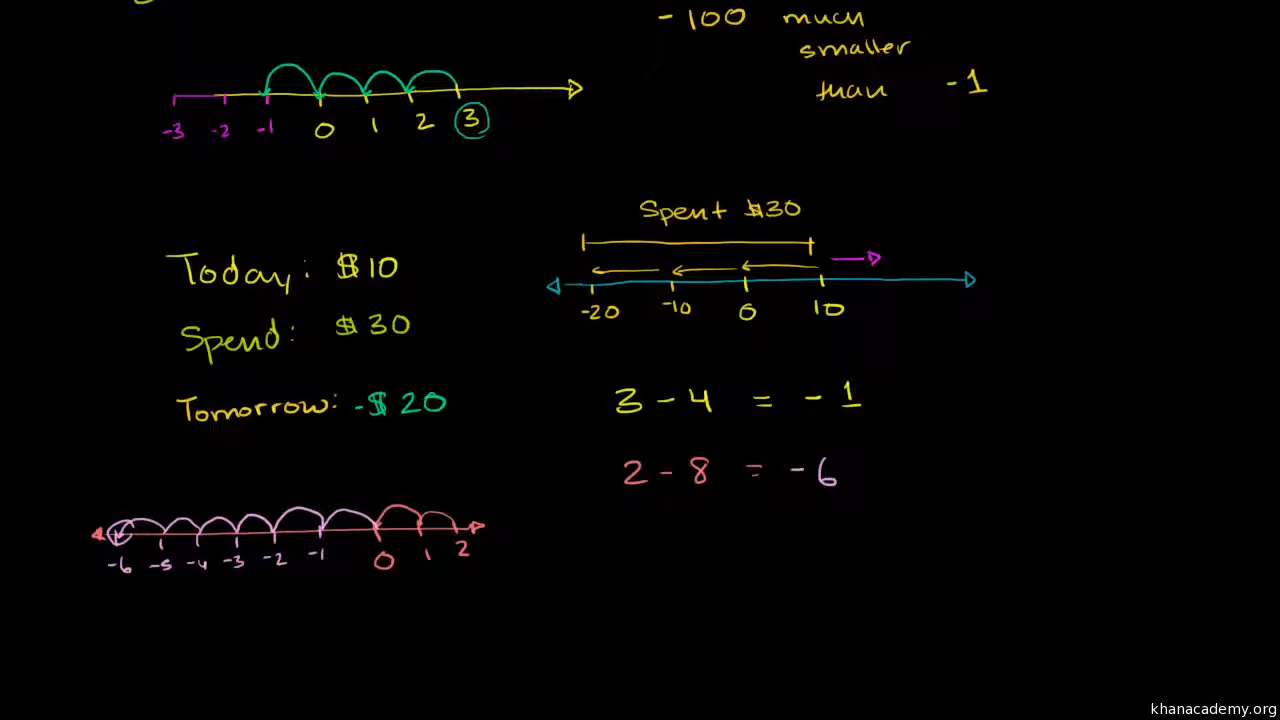 - 100 much
smaller
than -1
-3 -2 -1 0 1 2 3
Spent $30
Today: $10
-20 -10 0 10
Spend: $30
3 - 4 = - 1
Tomorrow: -$20
2 - 8 = - 6
-6 -5 -4 -3 -2 -1 0 1 2
khanacademy.org